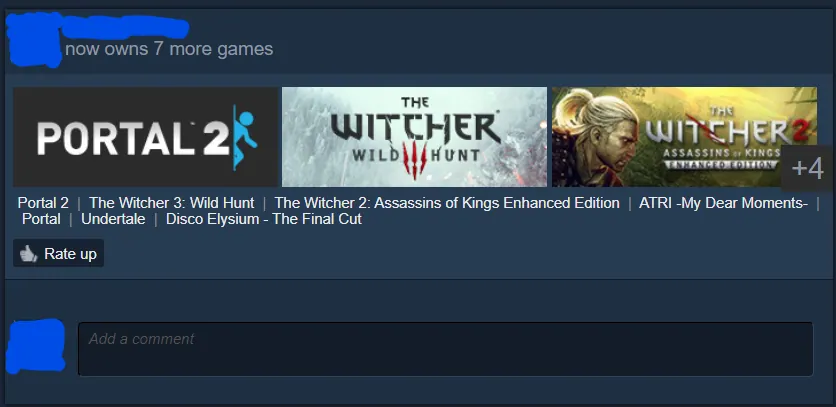 now owns 7 more games
PORTAL 2
THE
WITCHER
WILD HUNT
THE
WITCHER 2
ASSASSINS OF KINGS
ENHANCED EDITION
+4
Portal 2 | The Witcher 3: Wild Hunt | The Witcher 2: Assassins of Kings Enhanced Edition | ATRI -My Dear Moments- |
Portal | Undertale | Disco Elysium - The Final Cut
Rate up
Add a comment